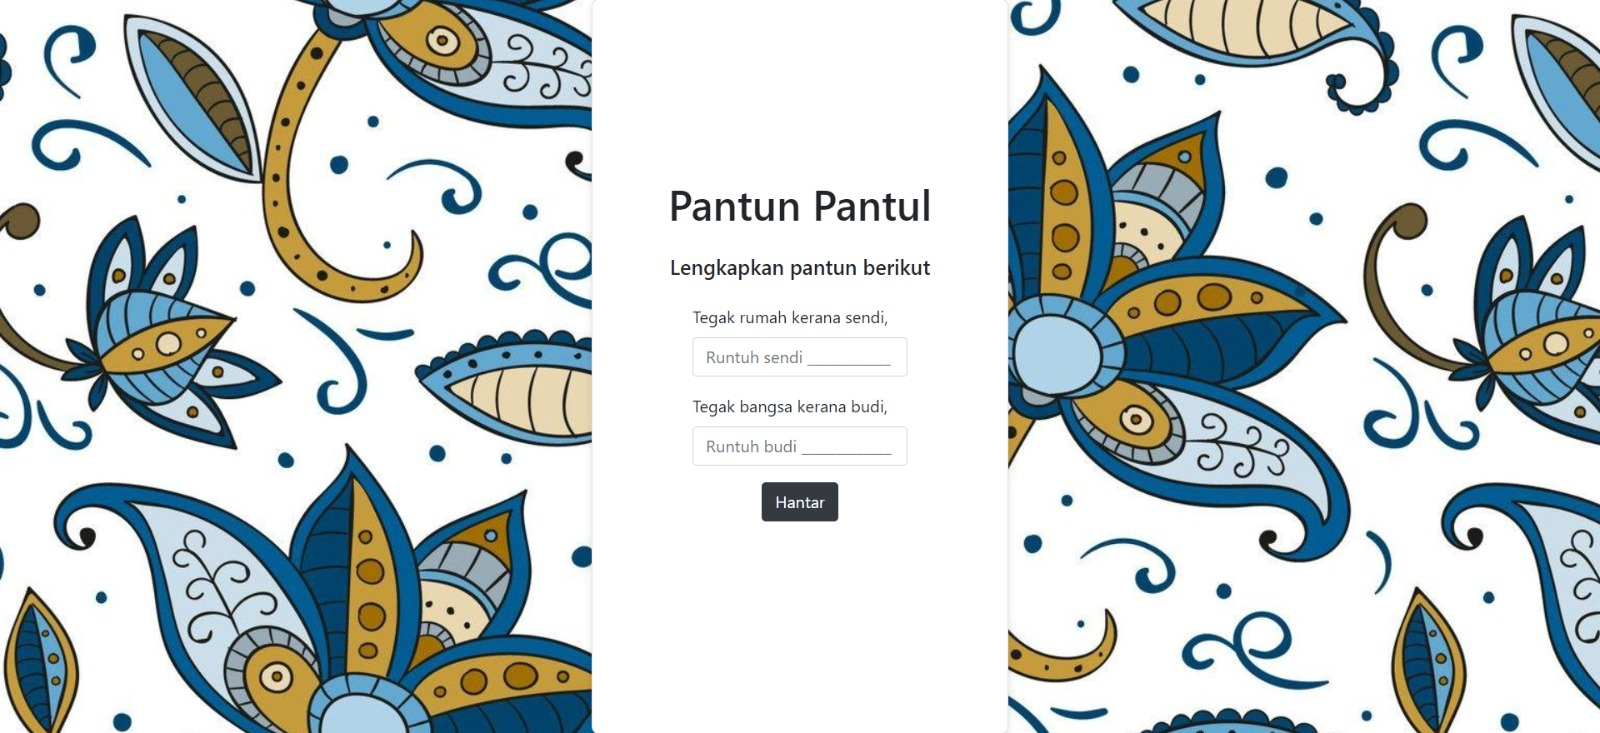 Pantun Pantul
Lengkapkan pantun berikut
Tegak rumah kerana sendi,
Runtuh sendi __________
Tegak bangsa kerana budi,
Runtuh budi ___________
Hantar